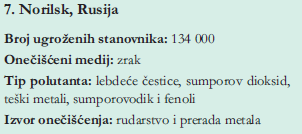 7. Norilsk, Rusija
Broj ugroženih stanovnika: 134 000
Onečišćeni medij: zrak
Tip polutanta: lebdeće čestice, sumporov dioksid,
teški metali, sumporovodik i fenoli
Izvor onečišćenja: rudarstvo i prerada metala